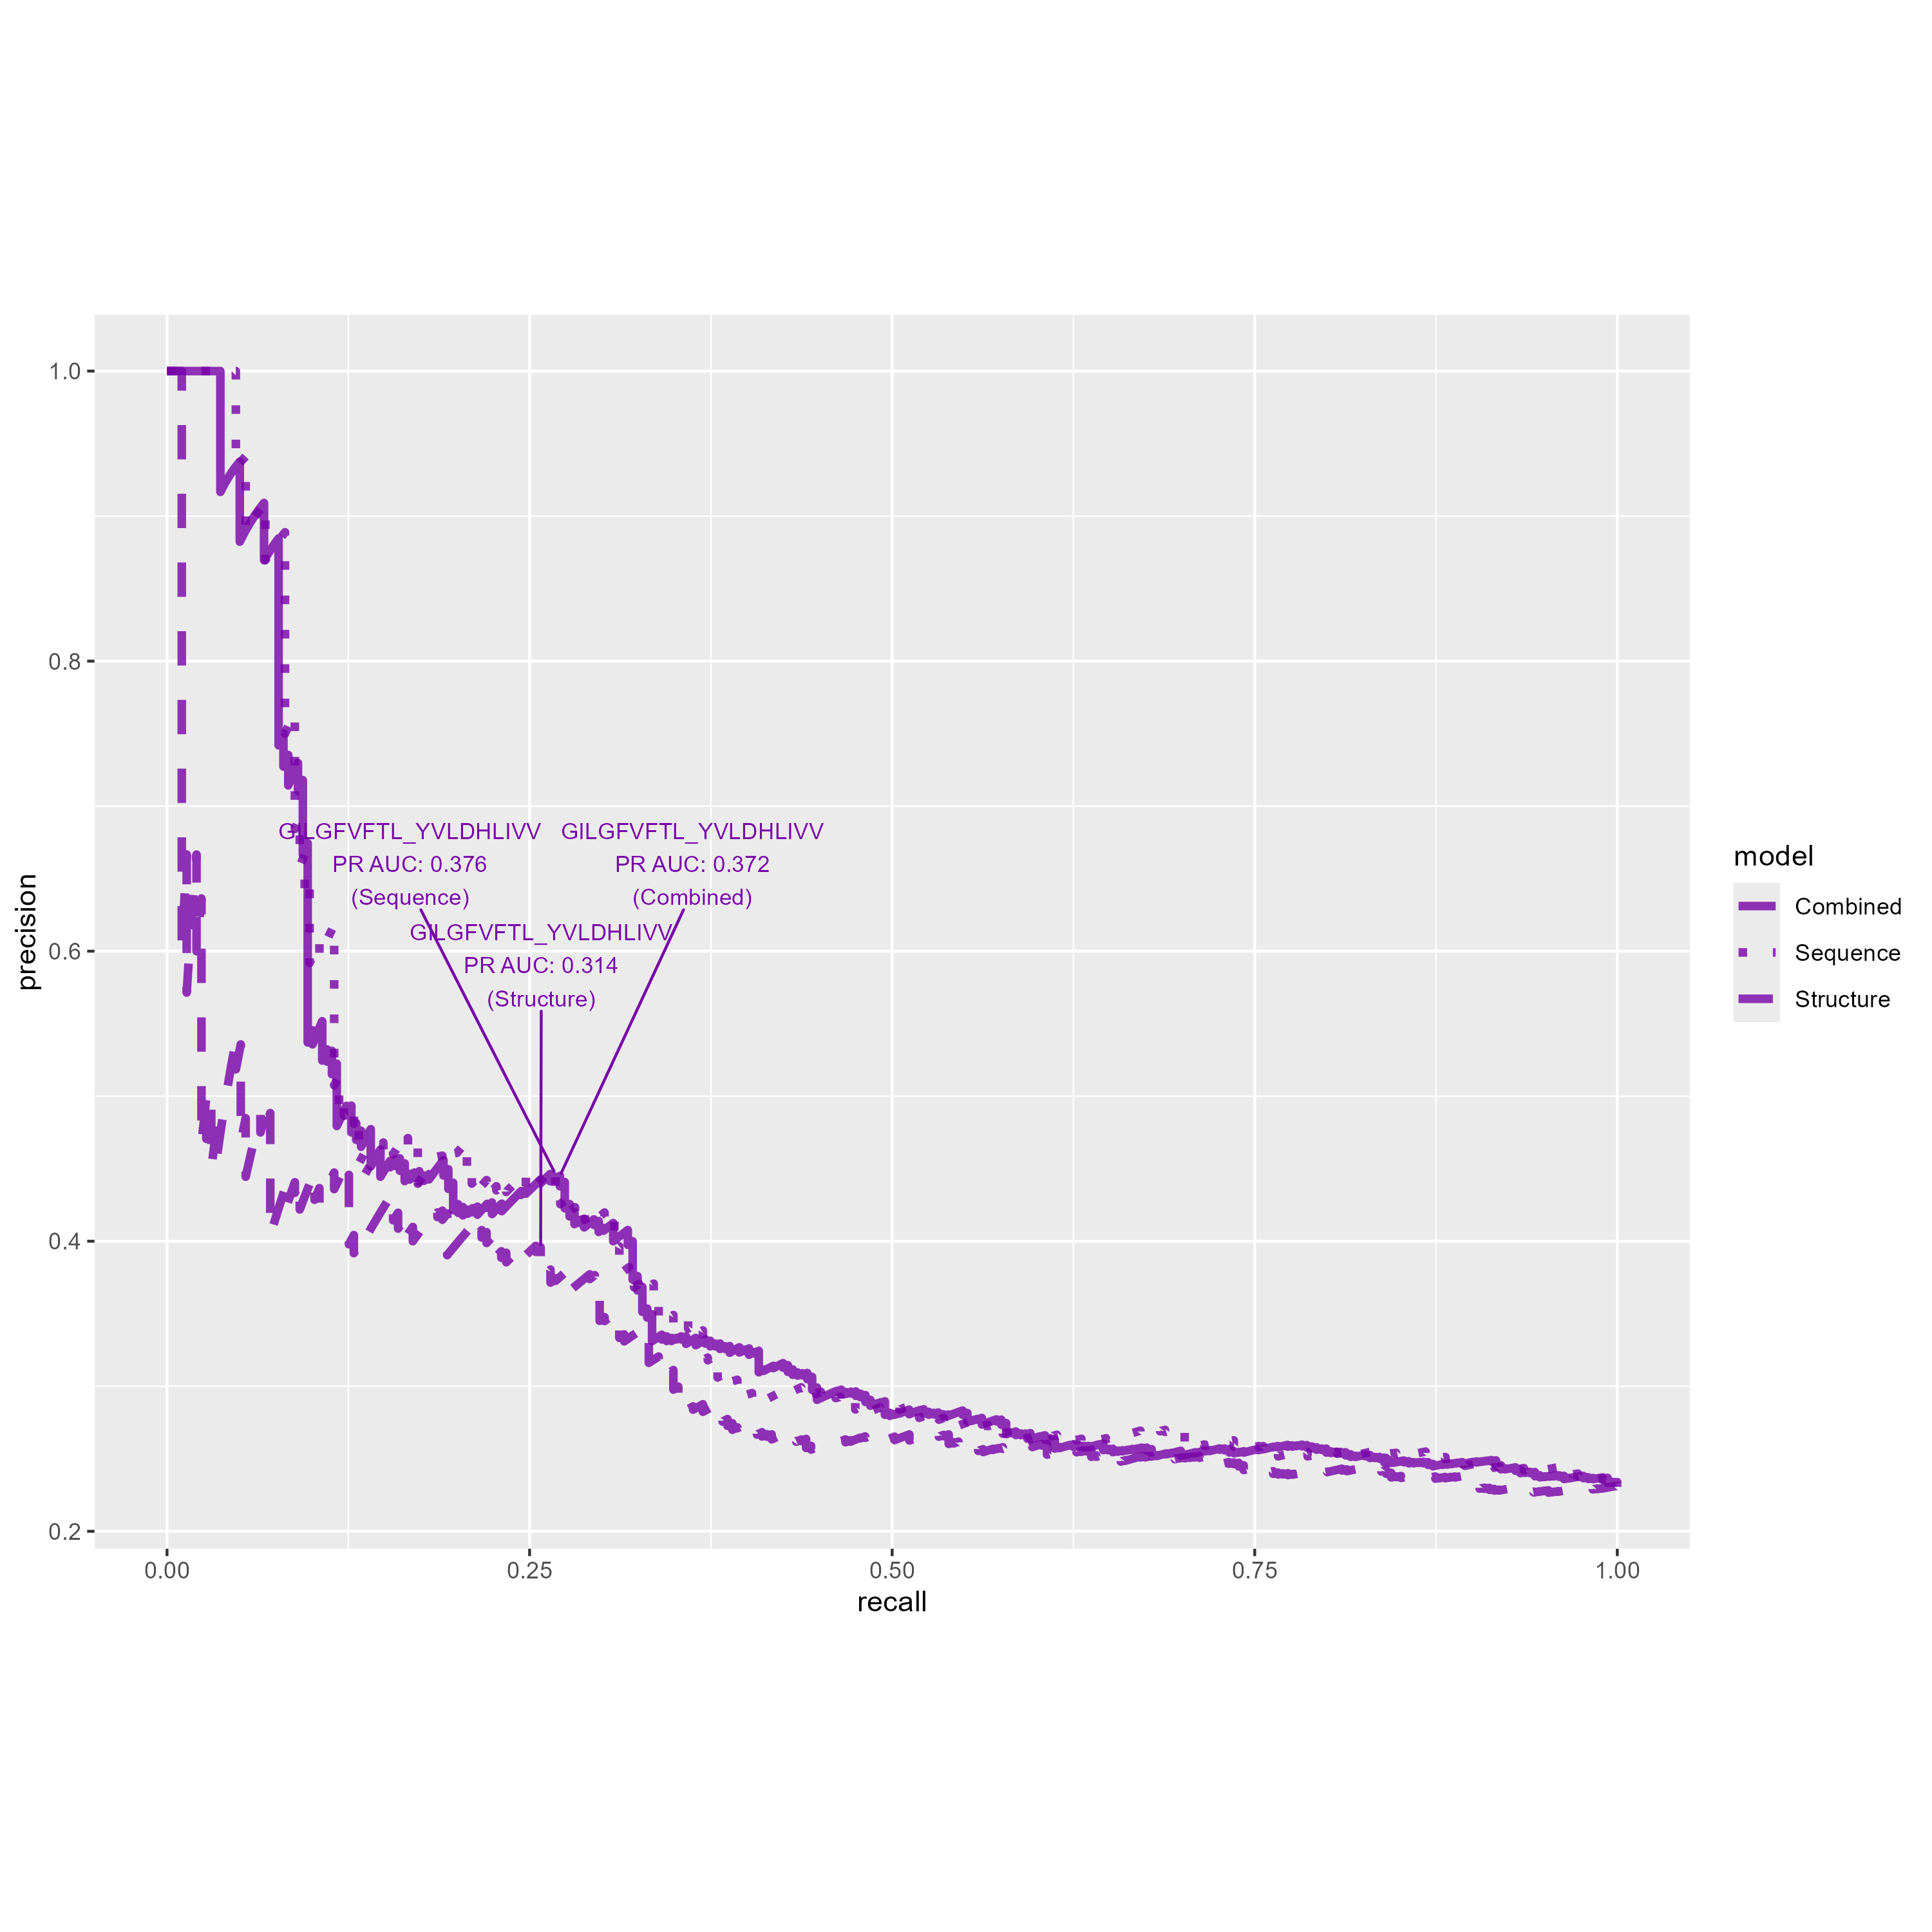 1.0
0.8
0.6
0.4
0.2
precision
GILGFVFTL_YVLDHLIVV
PR AUC: 0.376
(Sequence)
GILGFVFTL_YVLDHLIVV
PR AUC: 0.372
(Combined)
GILGFVFTL_YVLDHLIVV
PR AUC: 0.314
(Structure)
0.00
0.25
0.50
0.75
1.00
recall
model
Combined
Sequence
Structure